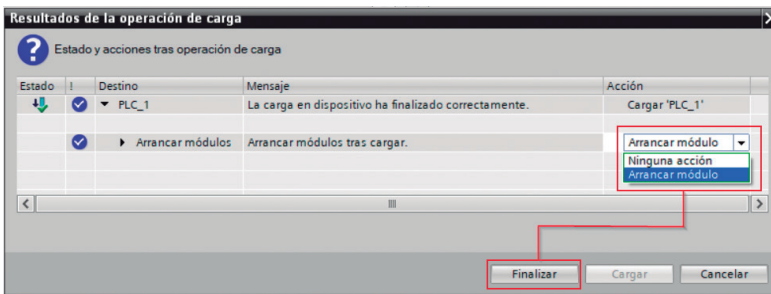 Resultados de la operación de carga
Estado y acciones tras operación de carga
Estado ! Destino Mensaje Acción
PLC_1 La carga en dispositivo ha finalizado correctamente. Cargar 'PLC_1'
Arrancar módulos Arrancar módulos tras cargar. Arrancar módulo
Ninguna acción
Arrancar módulo
Finalizar Cargar Cancelar